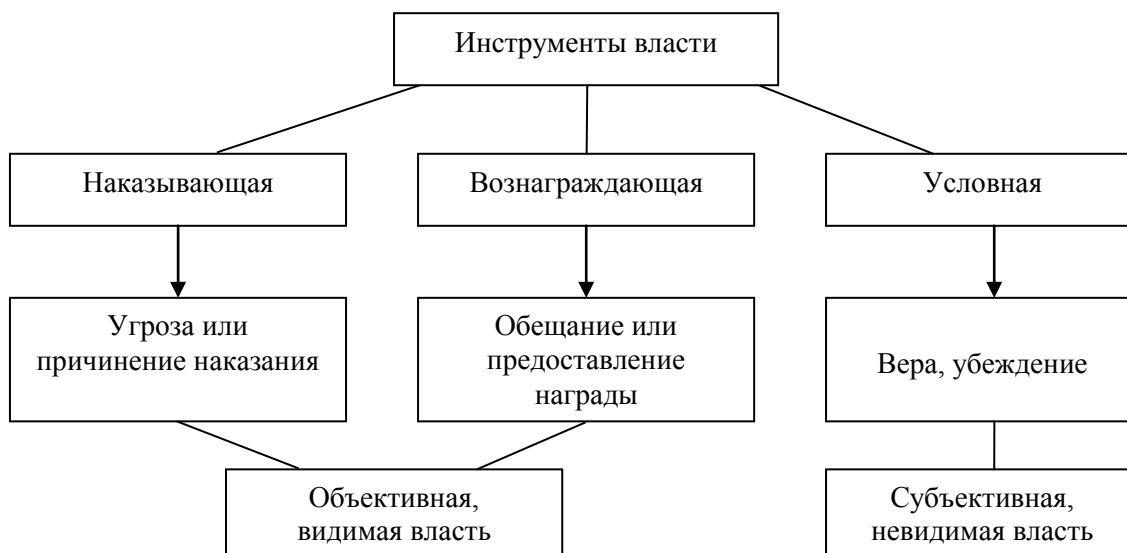 Инструменты власти
Наказывающая
Вознаграждающая
Условная
Угроза или
причинение наказания
Обещание или
предоставление
награды
Вера, убеждение
Объективная,
видимая власть
Субъективная,
невидимая власть